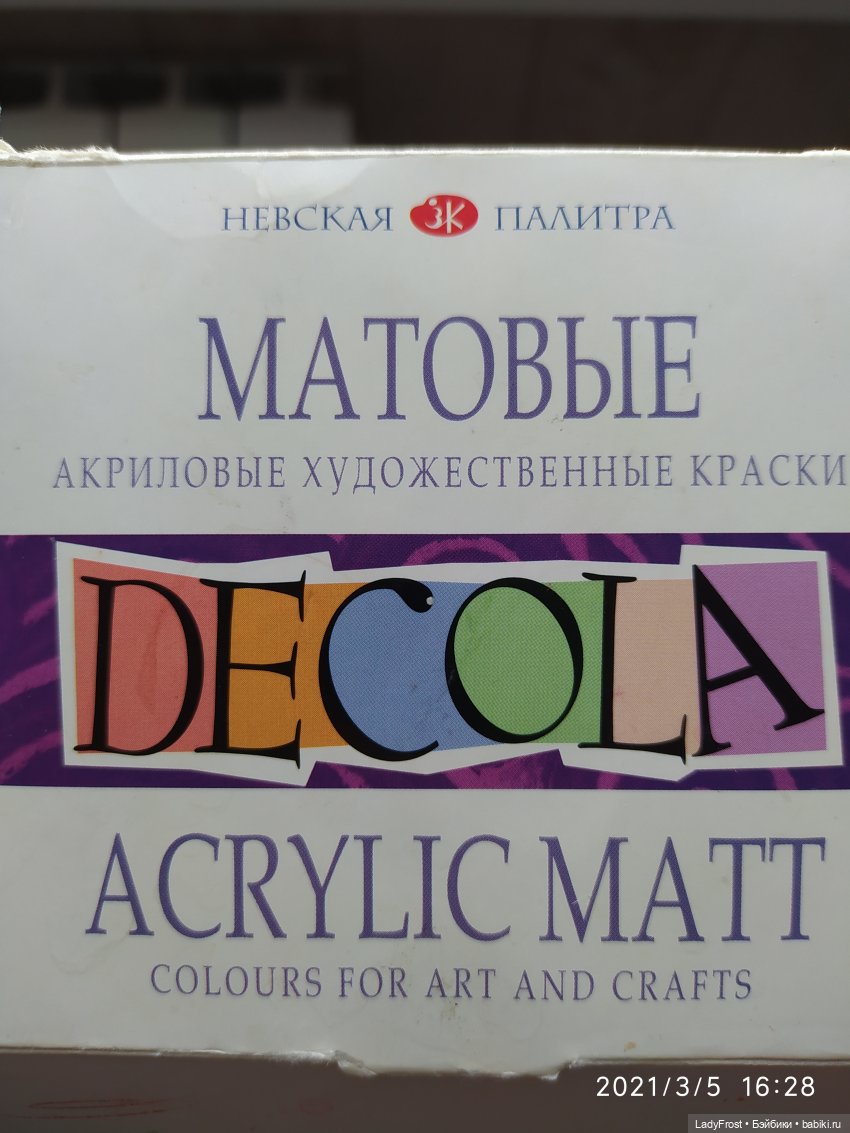 НЕВСКАЯ ЗК ПАЛИТРА
МАТОВЫЕ
АКРИЛОВЫЕ ХУДОЖЕСТВЕННЫЕ КРАСКИ
DECOLA
ACRYLIC MATT
COLOURS FOR ART AND CRAFTS
2021/3/5 16:28
LadyFrost • Бэйбики • babiki.ru